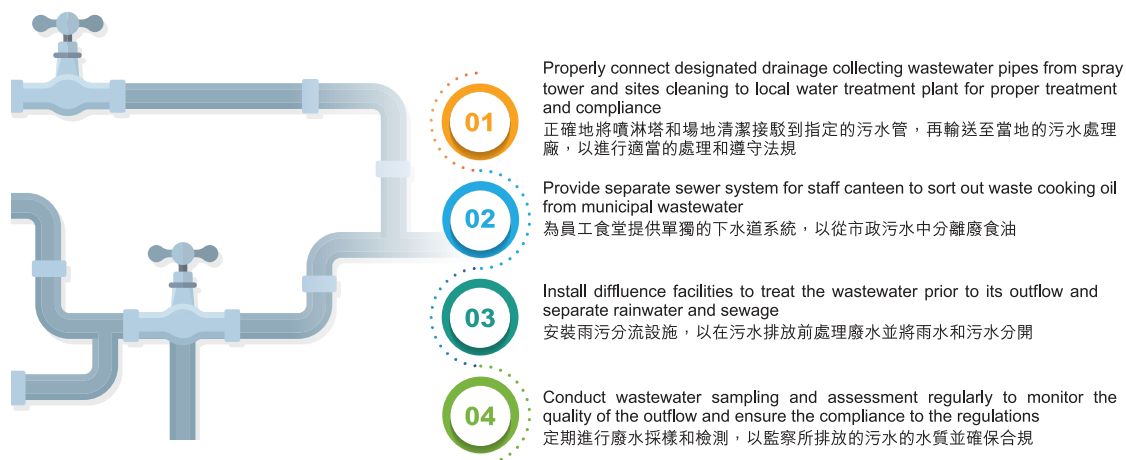 01
Properly connect designated drainage collecting wastewater pipes from spray
tower and sites cleaning to local water treatment plant for proper treatment
and compliance
正確地將噴淋塔和場地清潔接駁到指定的污水管，再輸送至當地的污水處理
廠，以進行適當的處理和遵守法規
02
Provide separate sewer system for staff canteen to sort out waste cooking oil
from municipal wastewater
為員工食堂提供單獨的下水道系統，以從市政污水中分離廢食油
03
Install diffluence facilities to treat the wastewater prior to its outflow and
separate rainwater and sewage
安裝雨污分流設施，以在污水排放前處理廢水並將雨水和污水分開
04
Conduct wastewater sampling and assessment regularly to monitor the
quality of the outflow and ensure the compliance to the regulations
定期進行廢水採樣和檢測，以監察所排放的污水的水質並確保合規